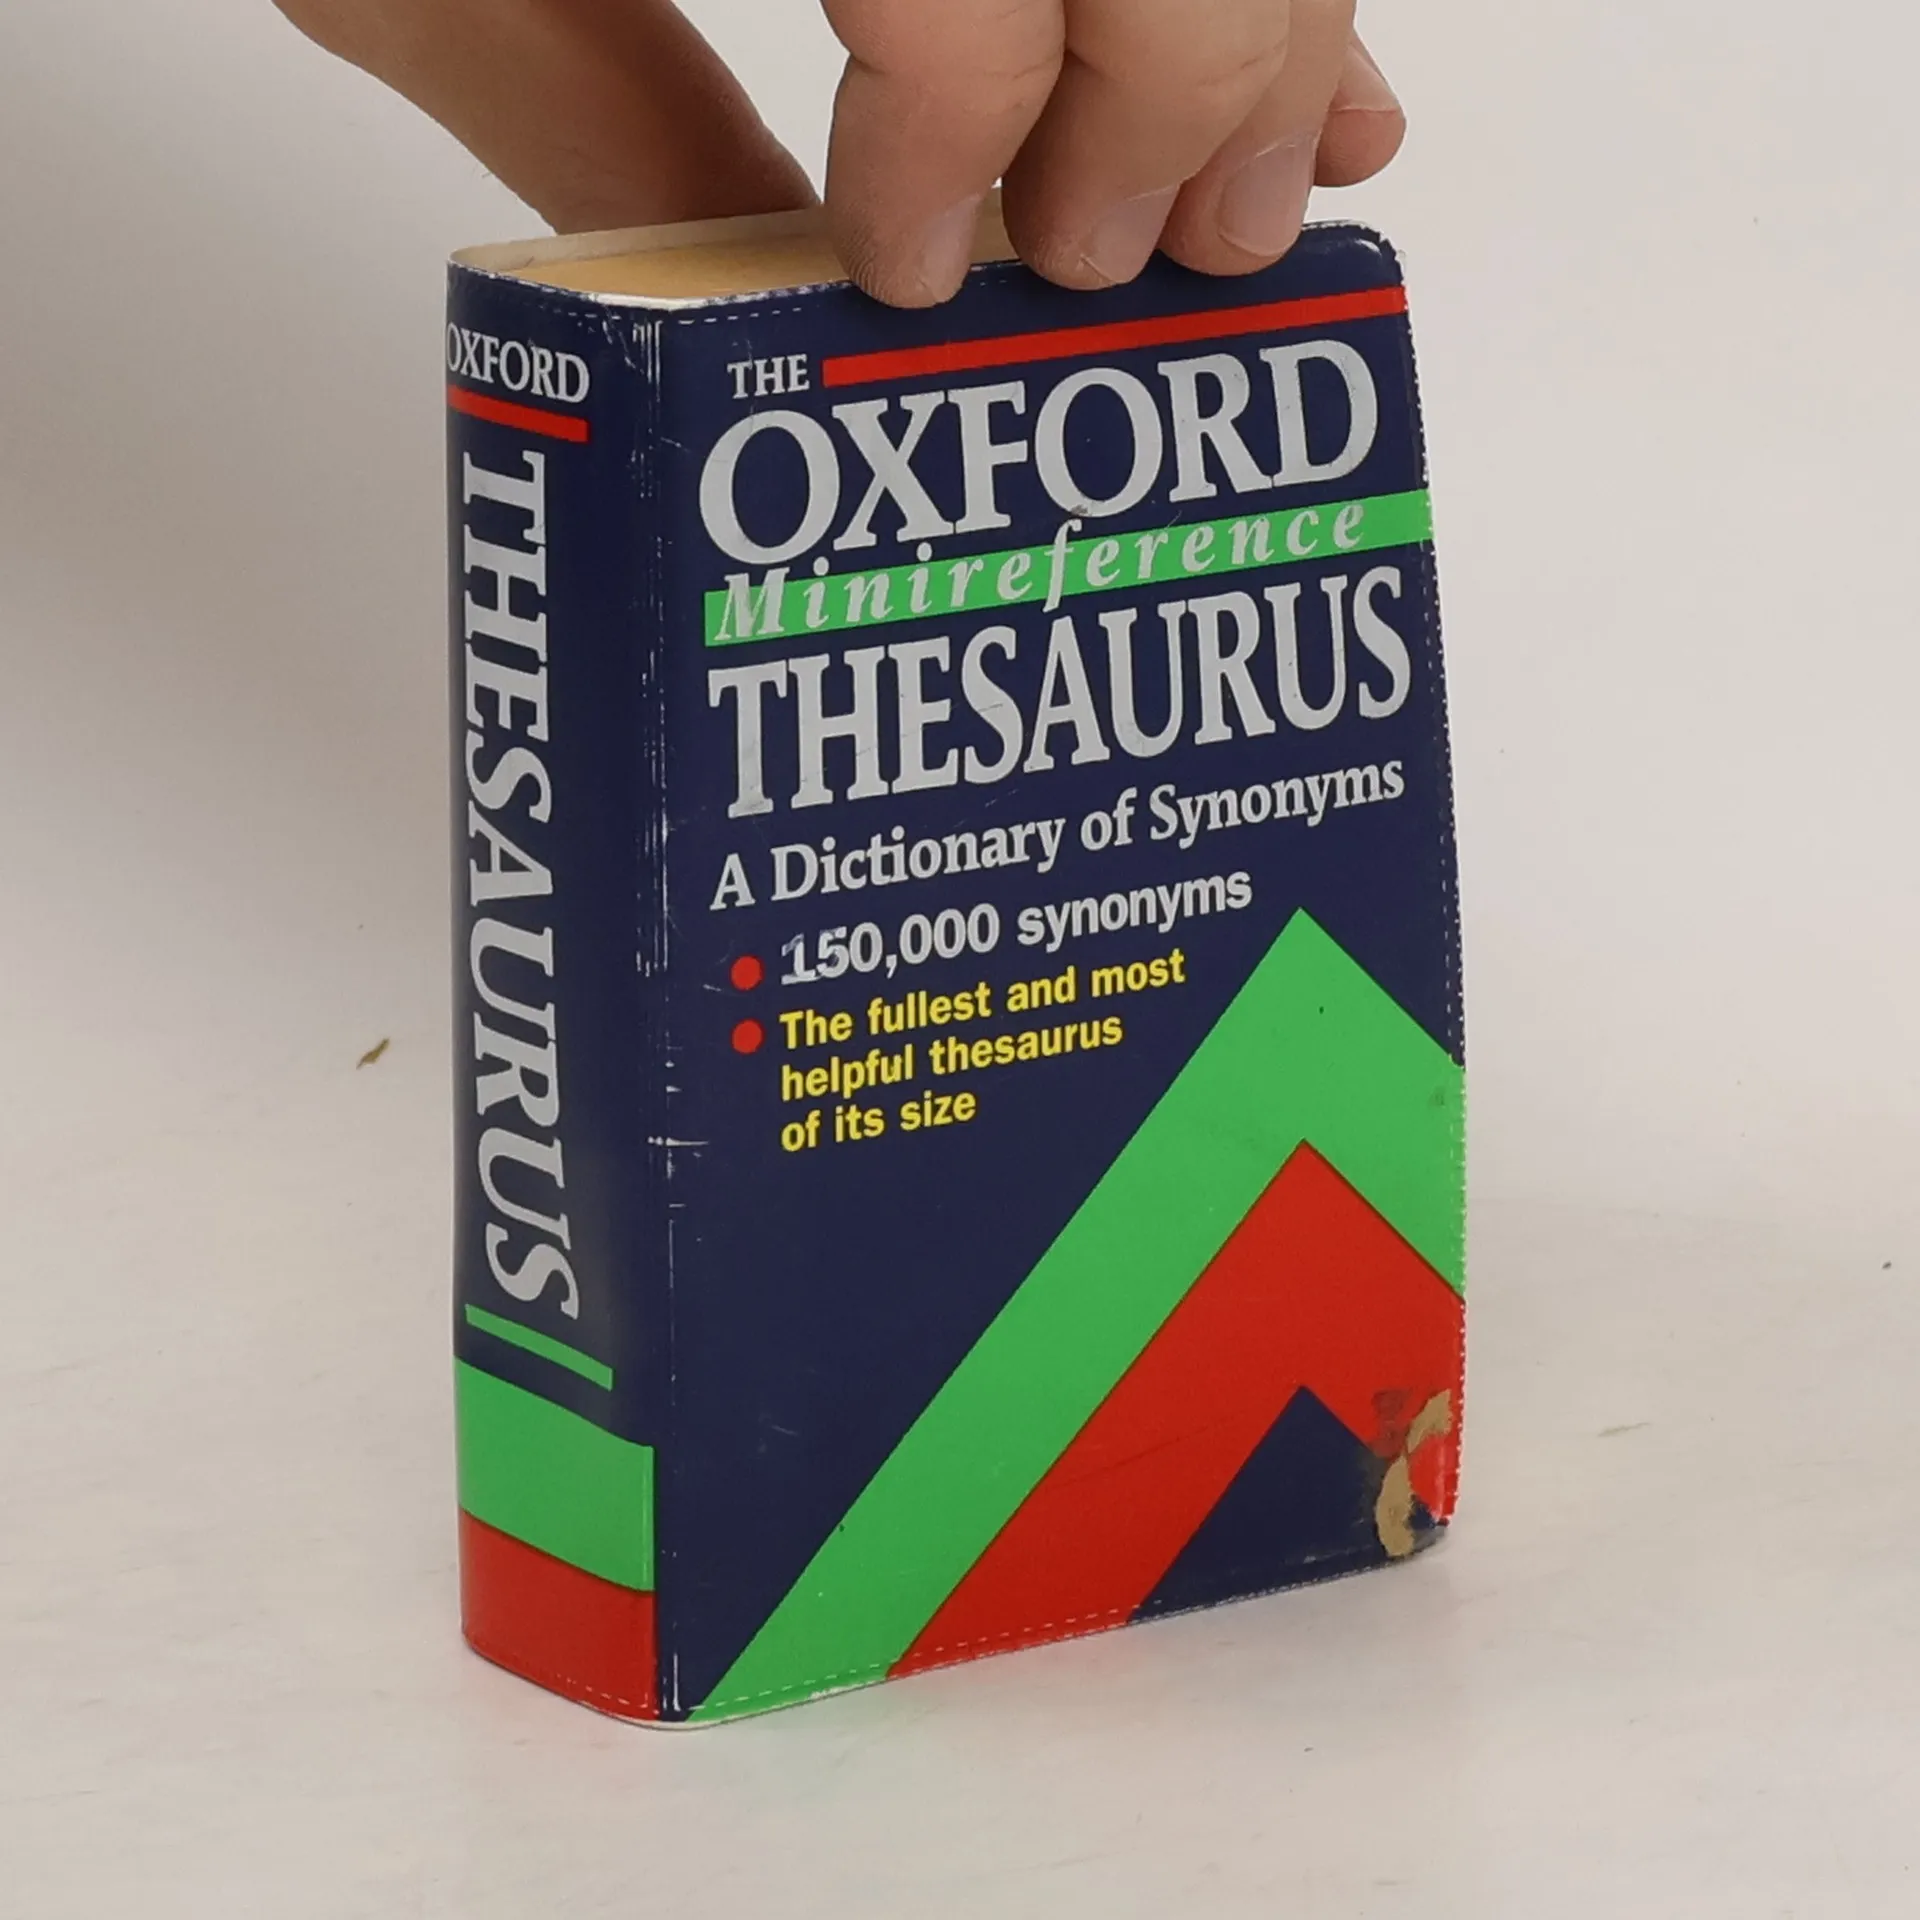 OXFORD
THESAURUS
THE
OXFORD
Minireference
THESAURUS
A Dictionary of Synonyms
150,000 synonyms
The fullest and most
helpful thesaurus
of its size